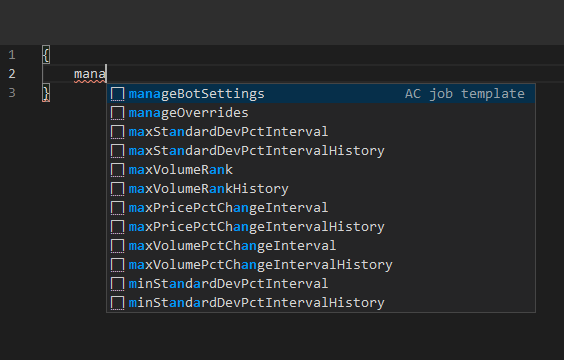 1 {
2 mana
manageBotSettings AC job template
manageOverrides
maxStandardDevPctInterval
maxStandardDevPctIntervalHistory
maxVolumeRank
maxVolumeRankHistory
maxPricePctChangeInterval
maxPricePctChangeIntervalHistory
maxVolumePctChangeInterval
maxVolumePctChangeIntervalHistory
minStandardDevPctInterval
minStandardDevPctIntervalHistory
3 }